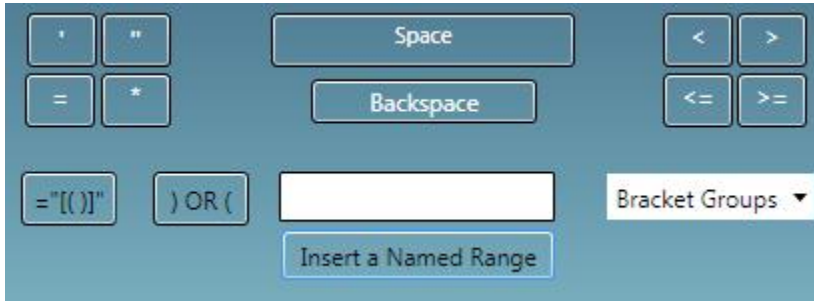 ' " Space < >
= * Backspace <= >=
="[( )]" ) OR ( Bracket Groups
Insert a Named Range